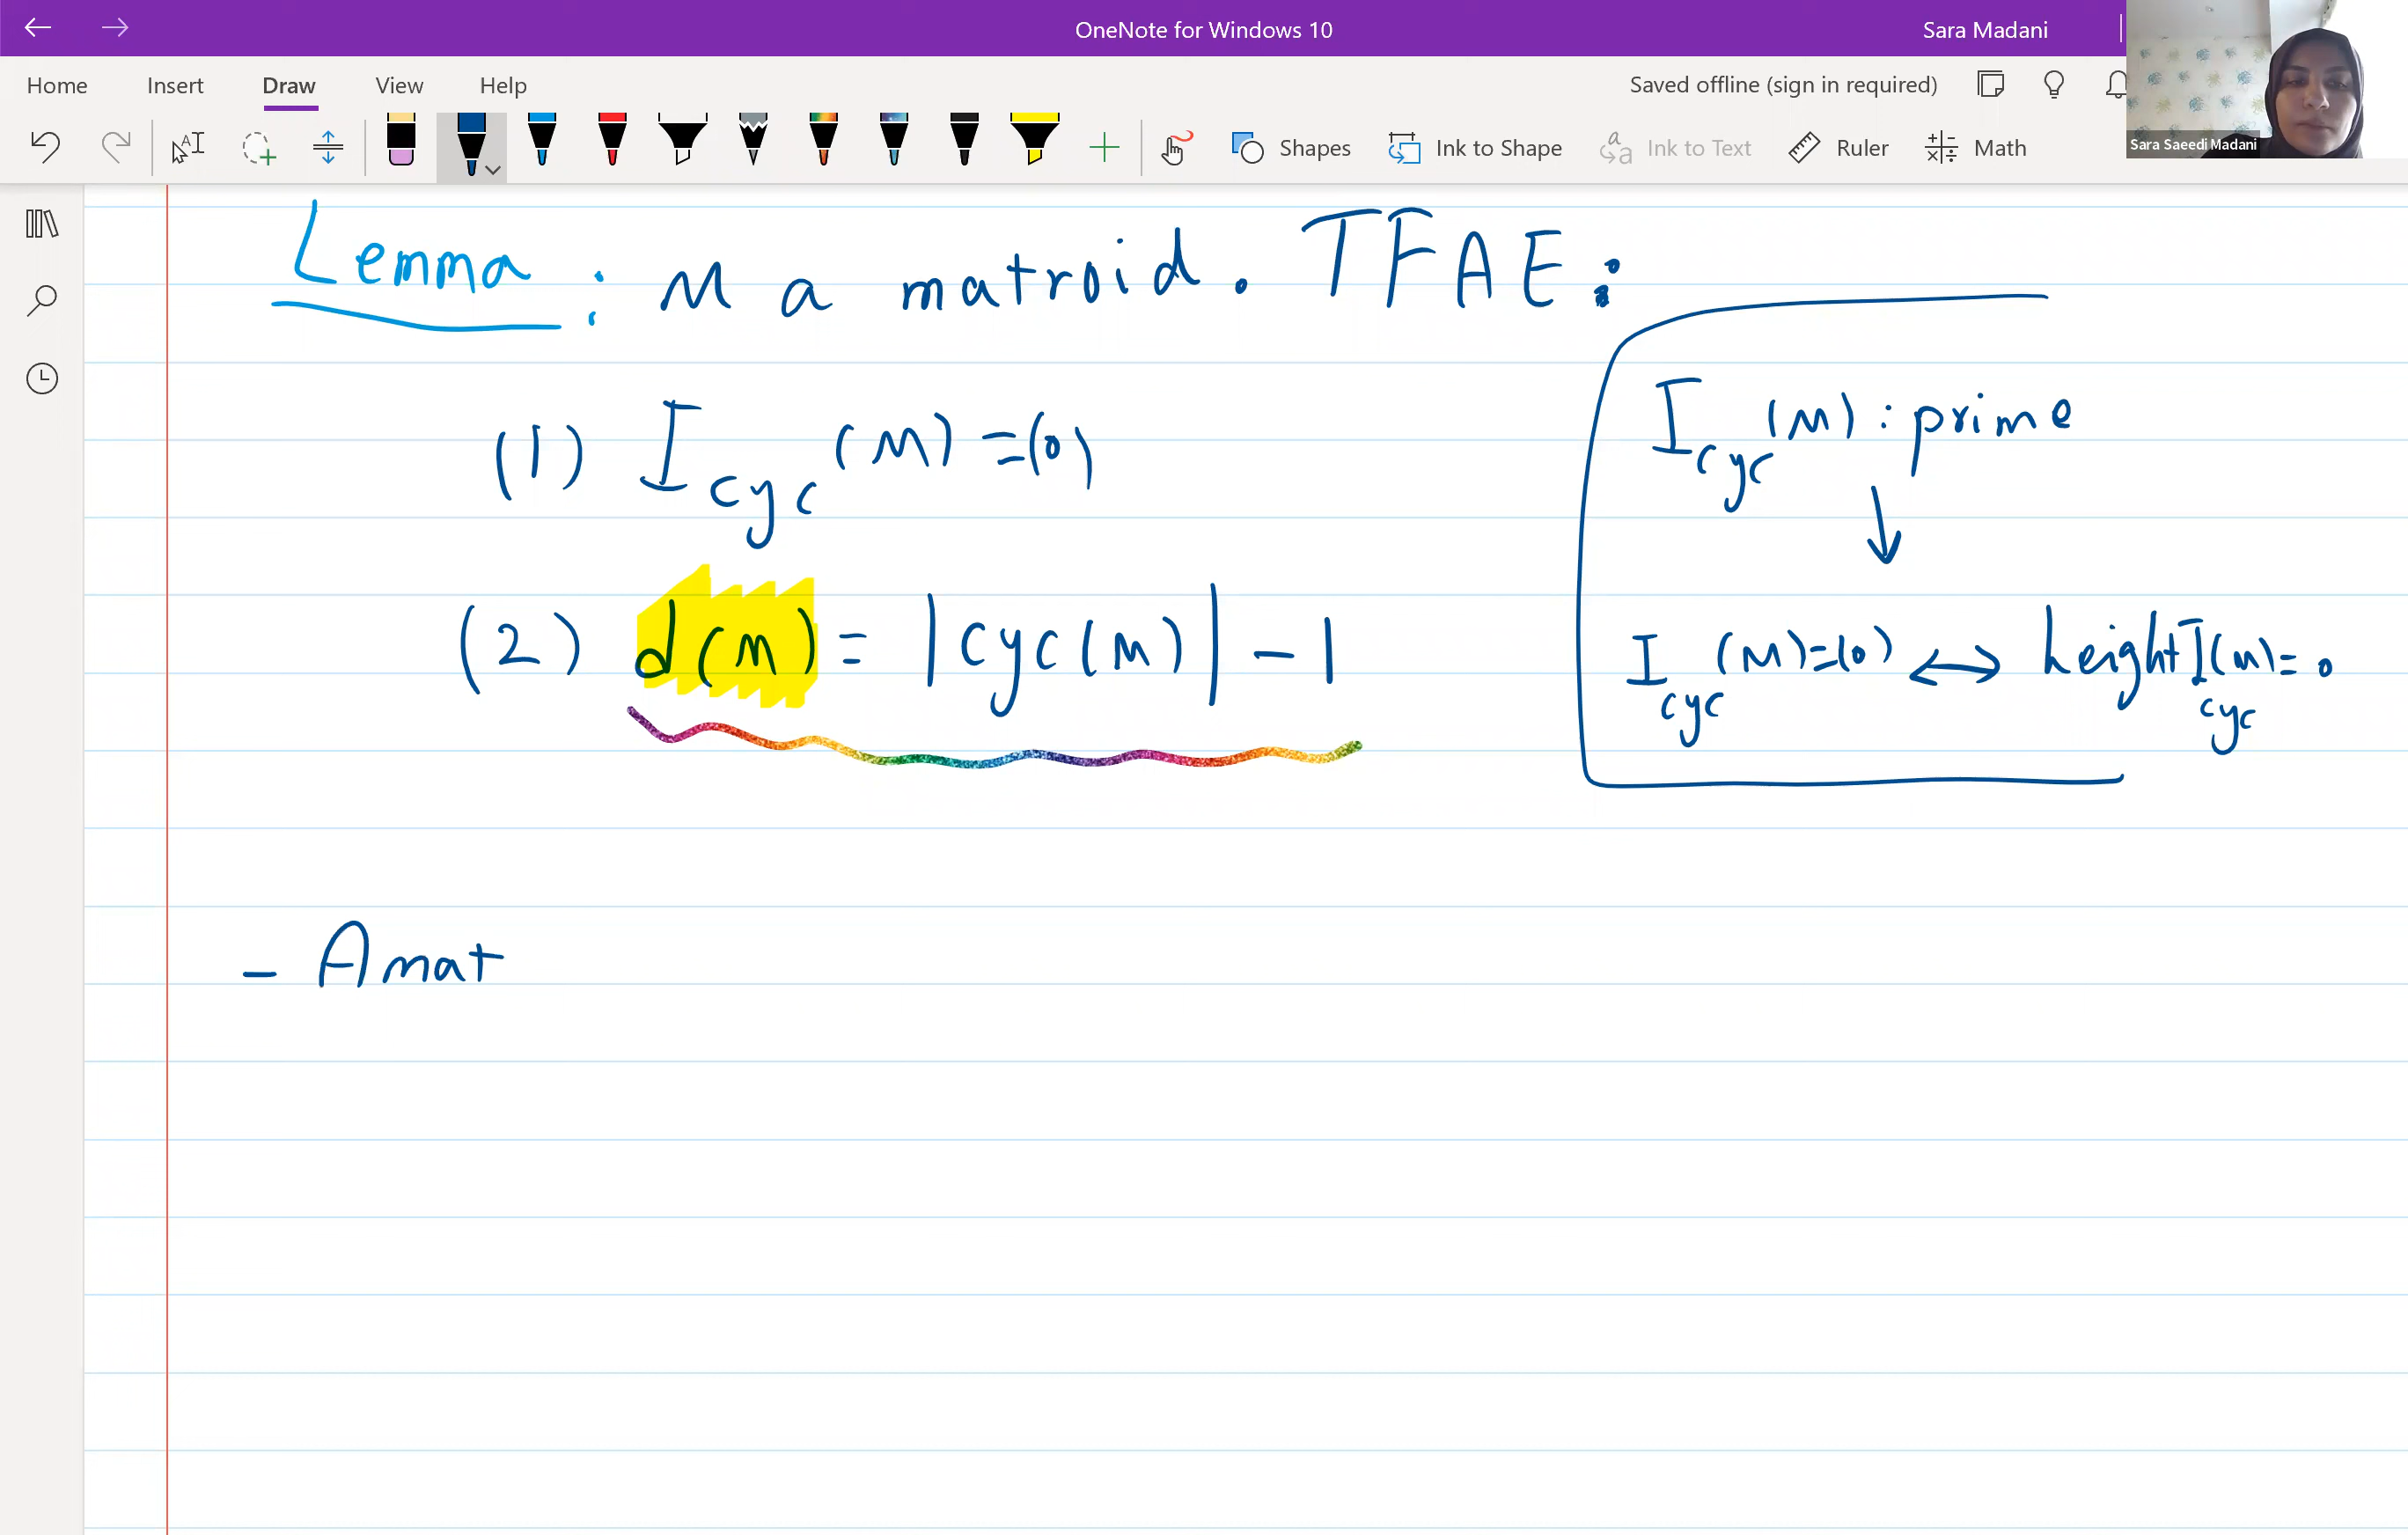 OneNote for Windows 10
Sara Madani
Home Insert Draw View Help
Saved offline (sign in required)
Shapes Ink to Shape Ink to Text Ruler Math
Sara Saeedi Madani
Lemma: M a matroid. TFAE:
(1) I_cyc(M) = (0)
(2) d(M) = |cyc(M)| - 1
I_cyc(M): prime
↓
I_cyc(M) = (0) ↔ height I_cyc(M) = 0
- A mat